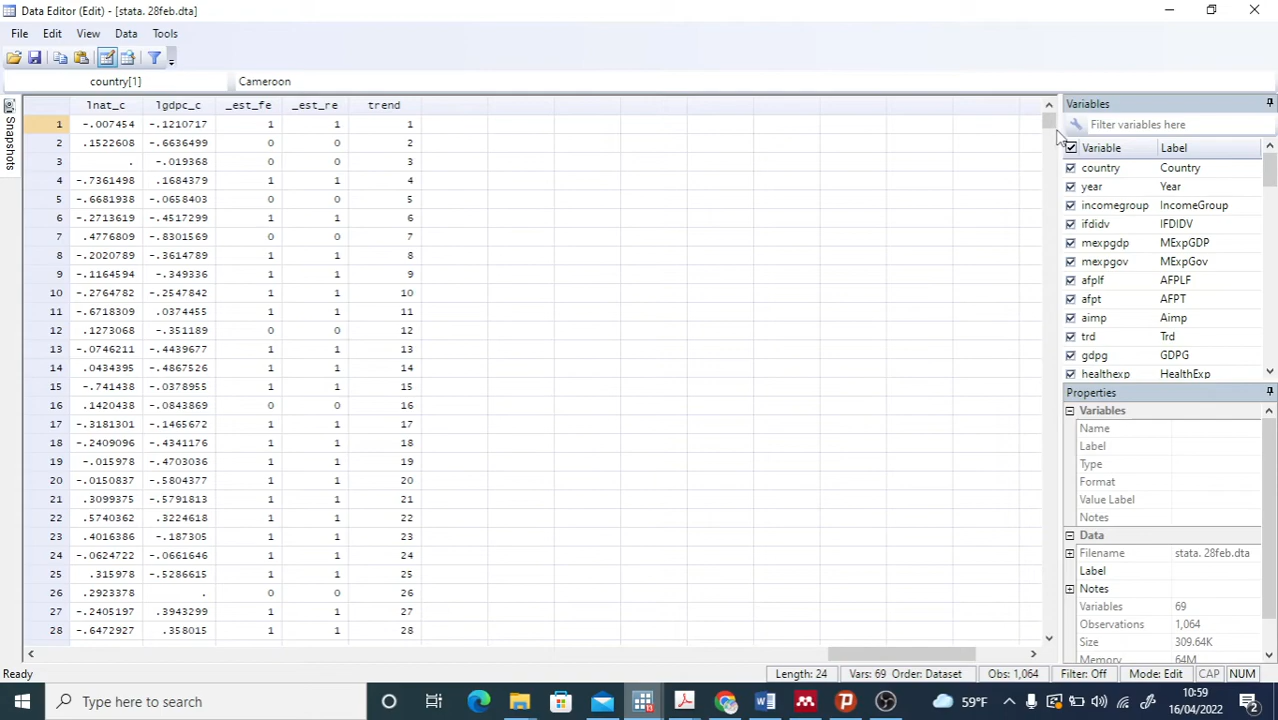 Data Editor (Edit) - [stata. 28feb.dta]
File Edit View Data Tools
country[1] Cameroon
Snapshots
lnat_c lgdpc_c _est_fe _est_re trend
1 -.007454 -.1210717 1 1 1
2 .1522608 -.6636499 0 0 2
3 . -.019368 0 0 3
4 -.7361498 .1684379 1 1 4
5 -.6681938 -.0658403 0 0 5
6 -.2713619 -.4517299 1 1 6
7 .4776809 -.8301569 0 0 7
8 -.2020789 -.3614789 1 1 8
9 -.1164594 -.349336 1 1 9
10 -.2764782 -.2547842 1 1 10
11 -.6718309 .0374455 1 1 11
12 .1273068 -.351189 0 0 12
13 -.0746211 -.4439677 1 1 13
14 .0434395 -.4867526 1 1 14
15 -.741438 -.0378955 1 1 15
16 .1420438 -.0843869 0 0 16
17 -.3181301 -.1465672 1 1 17
18 -.2409096 -.4341176 1 1 18
19 -.015978 -.4703036 1 1 19
20 -.0150837 -.5804377 1 1 20
21 .3099375 -.5791813 1 1 21
22 .5740362 .3224618 1 1 22
23 .4016386 -.187305 1 1 23
24 -.0624722 -.0661646 1 1 24
25 .315978 -.5286615 1 1 25
26 .2923378 . 0 0 26
27 -.2405197 .3943299 1 1 27
28 -.6472927 .358015 1 1 28
Variables
Filter variables here
Variable Label
country Country
year Year
incomegroup IncomeGroup
ifdidiv IFDIDIV
mexpgdp MExpGDP
mexpgov MExpGov
afplf AFPLF
afpt AFPT
aimp Aimp
trd Trd
gdpg GDPG
healthexp HealthExp
Properties
Variables
Name
Label
Type
Format
Value Label
Notes
Data
Filename stata. 28feb.dta
Label
Notes
Variables 69
Observations 1,064
Size 309.64K
Memory 64M
Ready Length: 24 Vars: 69 Order: Dataset Obs: 1,064 Filter: Off Mode: Edit CAP NUM
Type here to search 59°F 10:59
16/04/2022 2